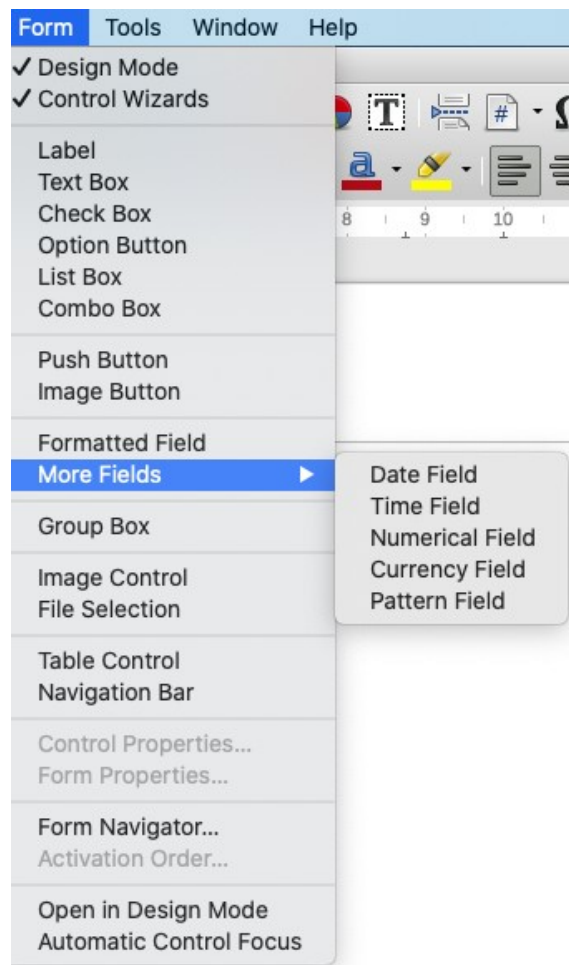 Form Tools Window Help
✓ Design Mode
✓ Control Wizards
Label
Text Box
Check Box
Option Button
List Box
Combo Box
Push Button
Image Button
Formatted Field
More Fields ▶
Date Field
Time Field
Numerical Field
Currency Field
Pattern Field
Group Box
Image Control
File Selection
Table Control
Navigation Bar
Control Properties...
Form Properties...
Form Navigator...
Activation Order...
Open in Design Mode
Automatic Control Focus
T # Ω
a
8 9 10